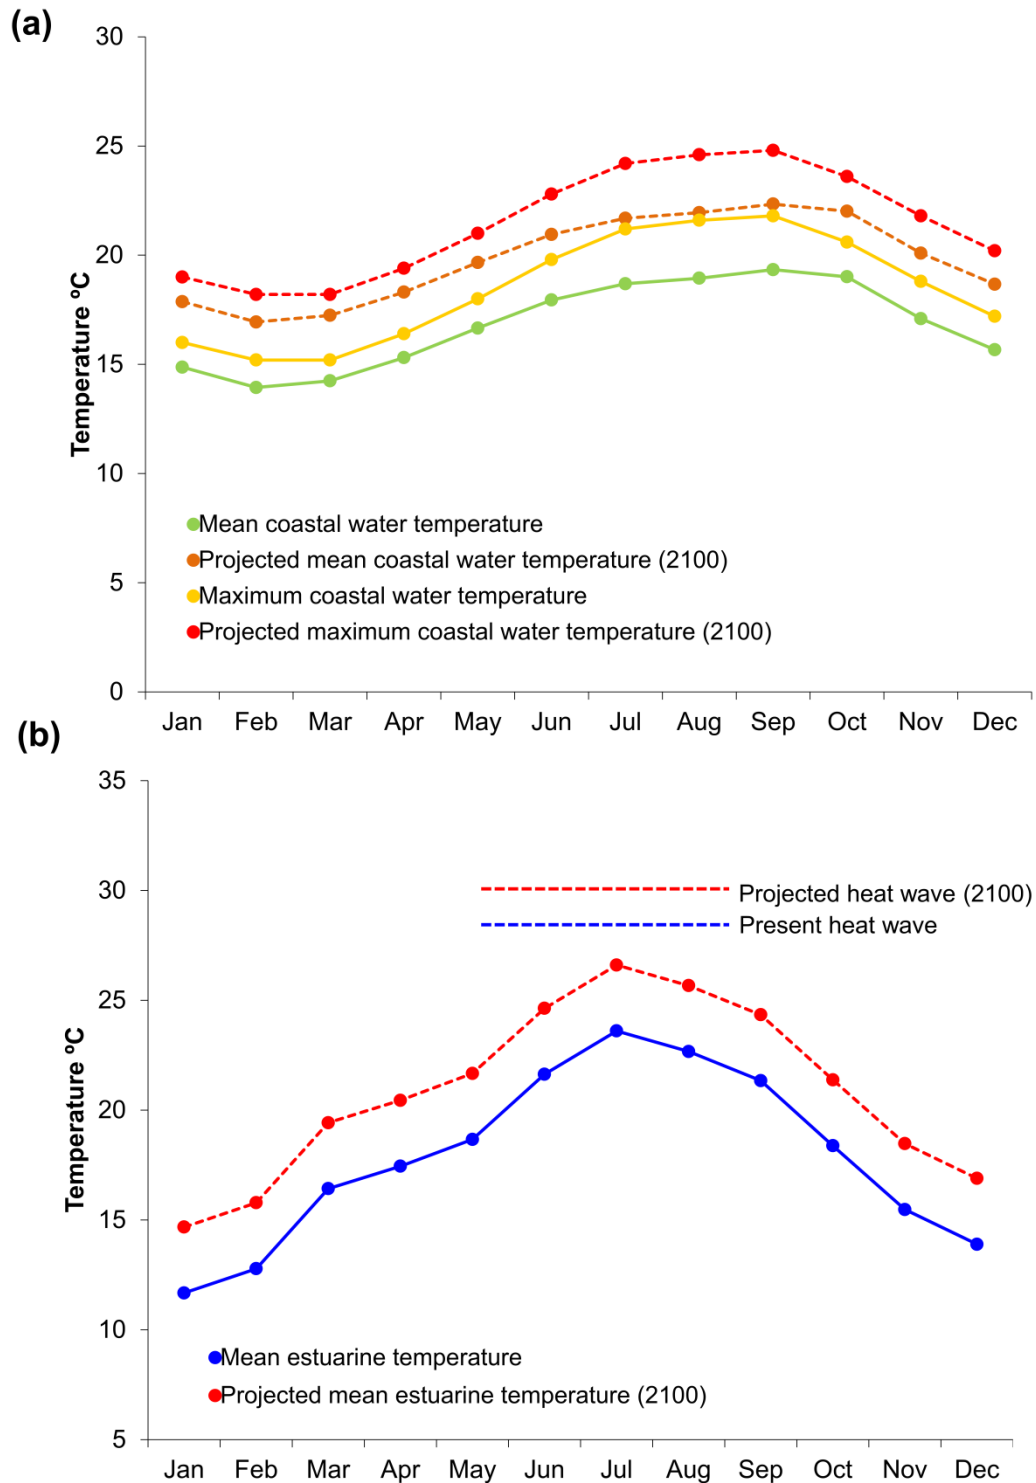 (a)
30
25
20
15
10
5
0
Temperature ºC
Mean coastal water temperature
Projected mean coastal water temperature (2100)
Maximum coastal water temperature
Projected maximum coastal water temperature (2100)
Jan Feb Mar Apr May Jun Jul Aug Sep Oct Nov Dec
(b)
35
30
25
20
15
10
5
Temperature ºC
Projected heat wave (2100)
Present heat wave
Mean estuarine temperature
Projected mean estuarine temperature (2100)
Jan Feb Mar Apr May Jun Jul Aug Sep Oct Nov Dec